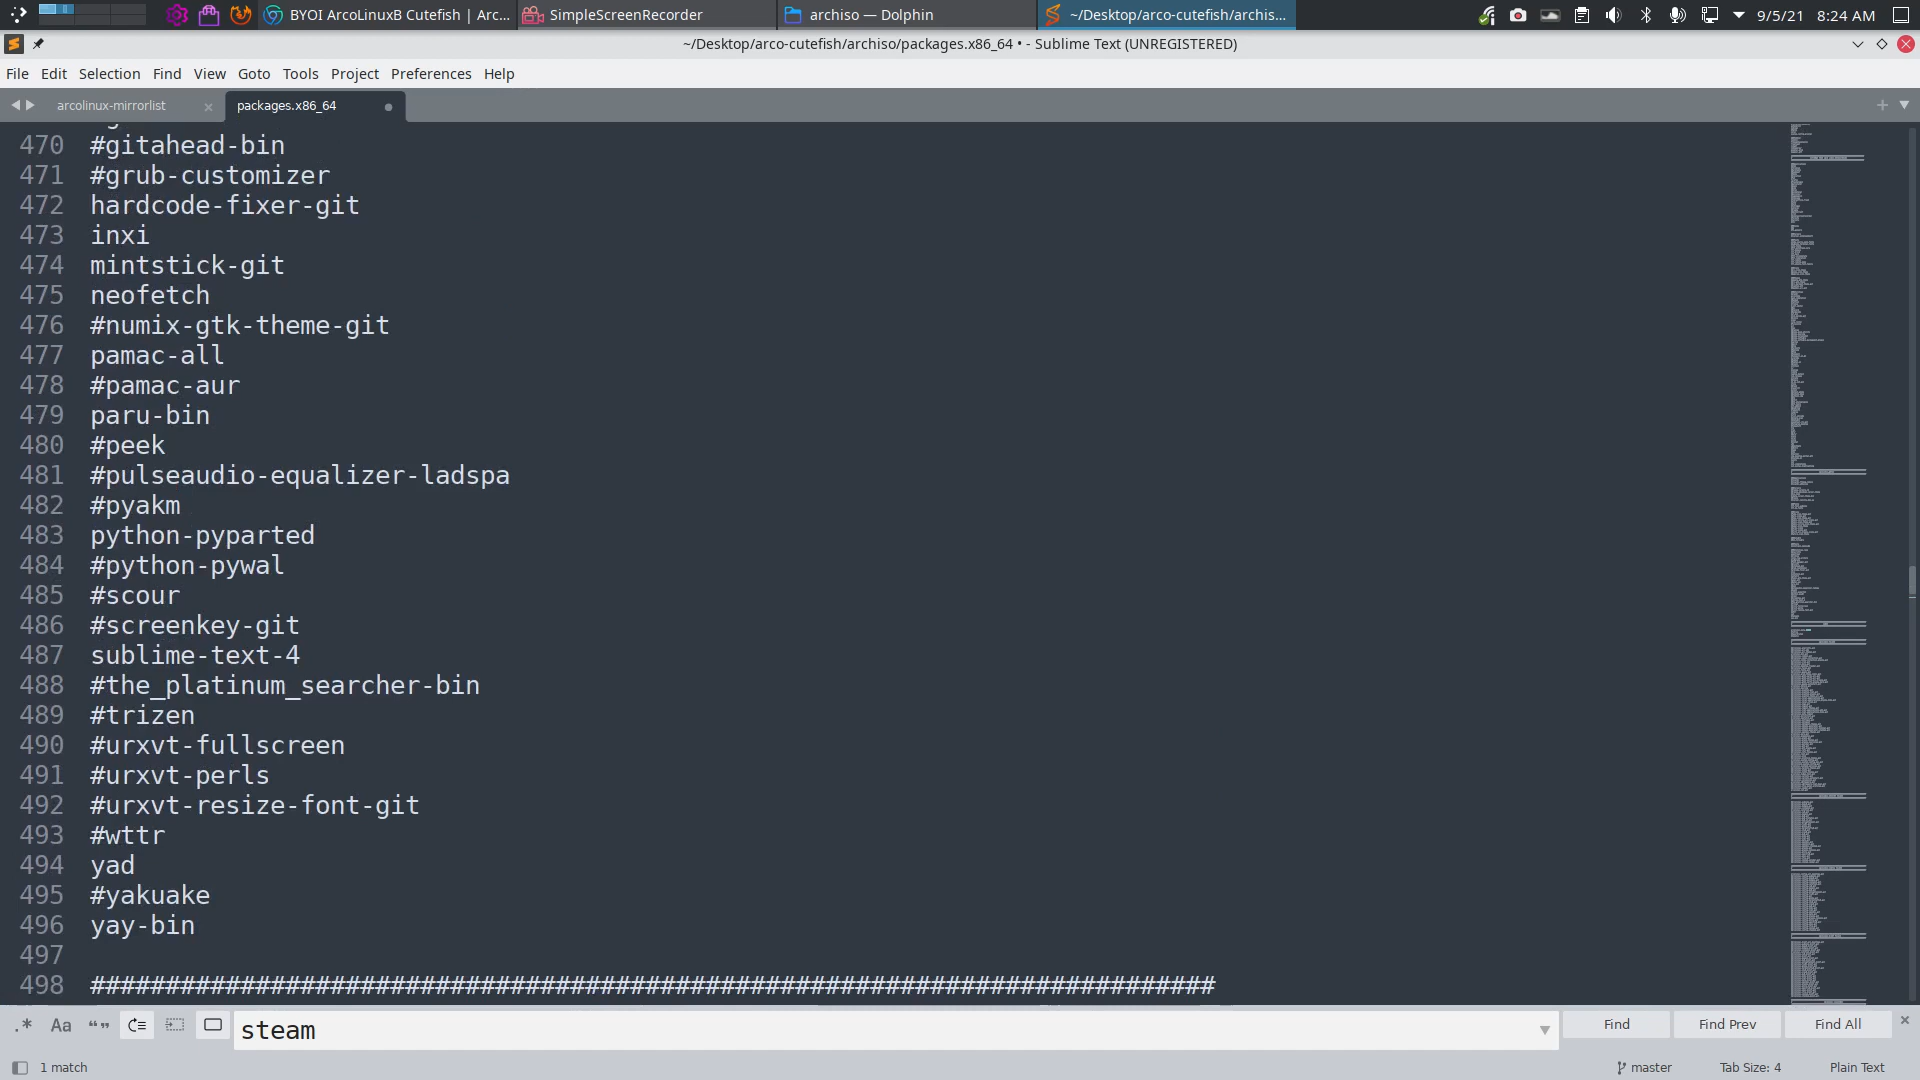 BYOI ArcoLinuxB Cutefish | Arc...
SimpleScreenRecorder
archiso — Dolphin
~/Desktop/arco-cutefish/archis...
9/5/21
8:24 AM
~/Desktop/arco-cutefish/archiso/packages.x86_64 • - Sublime Text (UNREGISTERED)
File Edit Selection Find View Goto Tools Project Preferences Help
arcolinux-mirrorlist
packages.x86_64
470 #gitahead-bin
471 #grub-customizer
472 hardcode-fixer-git
473 inxi
474 mintstick-git
475 neofetch
476 #numix-gtk-theme-git
477 pamac-all
478 #pamac-aur
479 paru-bin
480 #peek
481 #pulseaudio-equalizer-ladspa
482 #pyakm
483 python-pyparted
484 #python-pywal
485 #scour
486 #screenkey-git
487 sublime-text-4
488 #the_platinum_searcher-bin
489 #trizen
490 #urxvt-fullscreen
491 #urxvt-perls
492 #urxvt-resize-font-git
493 #wttr
494 yad
495 #yakuake
496 yay-bin
497
498 ###########################################################################
.* Aa “” steam
Find
Find Prev
Find All
1 match
master
Tab Size: 4
Plain Text